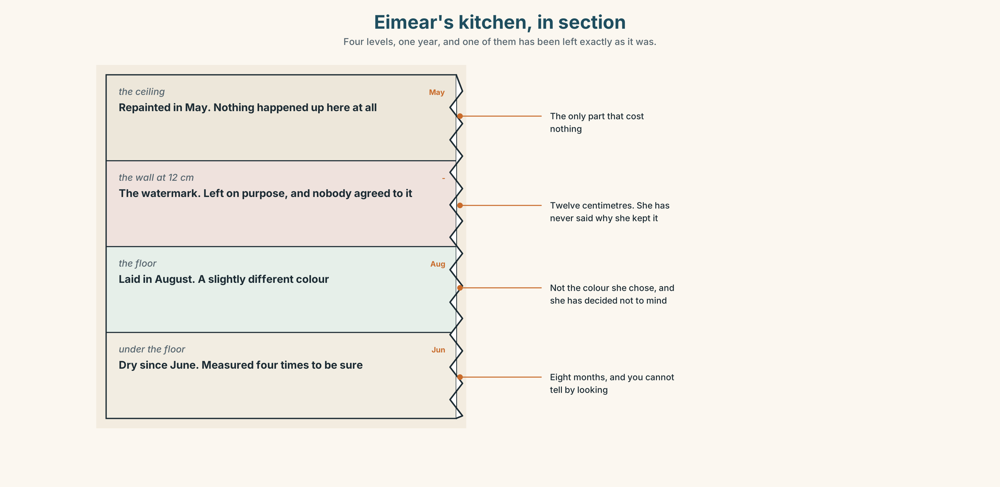 Eimear's kitchen, in section
Four levels, one year, and one of them has been left exactly as it was.
the ceiling
May
Repainted in May. Nothing happened up here at all
The only part that cost
nothing
the wall at 12 cm
-
The watermark. Left on purpose, and nobody agreed to it
Twelve centimetres. She has
never said why she kept it
the floor
Aug
Laid in August. A slightly different colour
Not the colour she chose, and
she has decided not to mind
under the floor
Jun
Dry since June. Measured four times to be sure
Eight months, and you cannot
tell by looking